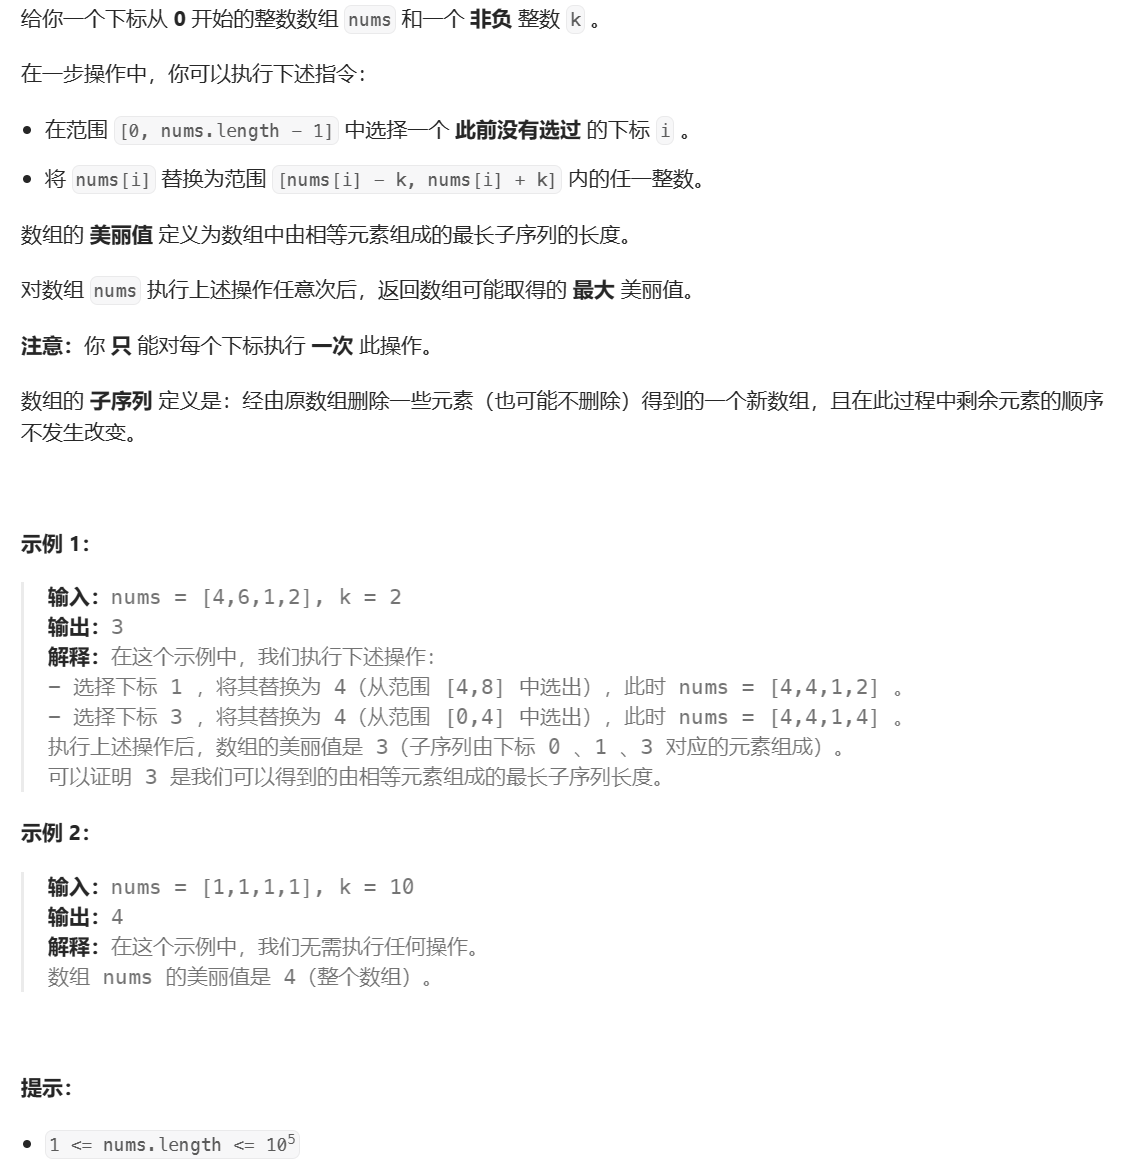 给你一个下标从 0 开始的整数数组 nums 和一个 非负 整数 k 。
在一步操作中，你可以执行下述指令：
• 在范围 [0, nums.length - 1] 中选择一个 此前没有选过 的下标 i 。
• 将 nums[i] 替换为范围 [nums[i] - k, nums[i] + k] 内的任一整数。
数组的 美丽值 定义为数组中由相等元素组成的最长子序列的长度。
对数组 nums 执行上述操作任意次后，返回数组可能取得的 最大 美丽值。
注意：你 只 能对每个下标执行 一次 此操作。
数组的 子序列 定义是：经由原数组删除一些元素（也可能不删除）得到的一个新数组，且在此过程中剩余元素的顺序
不发生改变。
示例 1：
输入：nums = [4,6,1,2], k = 2
输出：3
解释：在这个示例中，我们执行下述操作：
- 选择下标 1 ，将其替换为 4（从范围 [4,8] 中选出），此时 nums = [4,4,1,2] 。
- 选择下标 3 ，将其替换为 4（从范围 [0,4] 中选出），此时 nums = [4,4,1,4] 。
执行上述操作后，数组的美丽值是 3（子序列由下标 0 、1 、3 对应的元素组成）。
可以证明 3 是我们可以得到的由相等元素组成的最长子序列长度。
示例 2：
输入：nums = [1,1,1,1], k = 10
输出：4
解释：在这个示例中，我们无需执行任何操作。
数组 nums 的美丽值是 4（整个数组）。
提示：
• 1 <= nums.length <= 10⁵